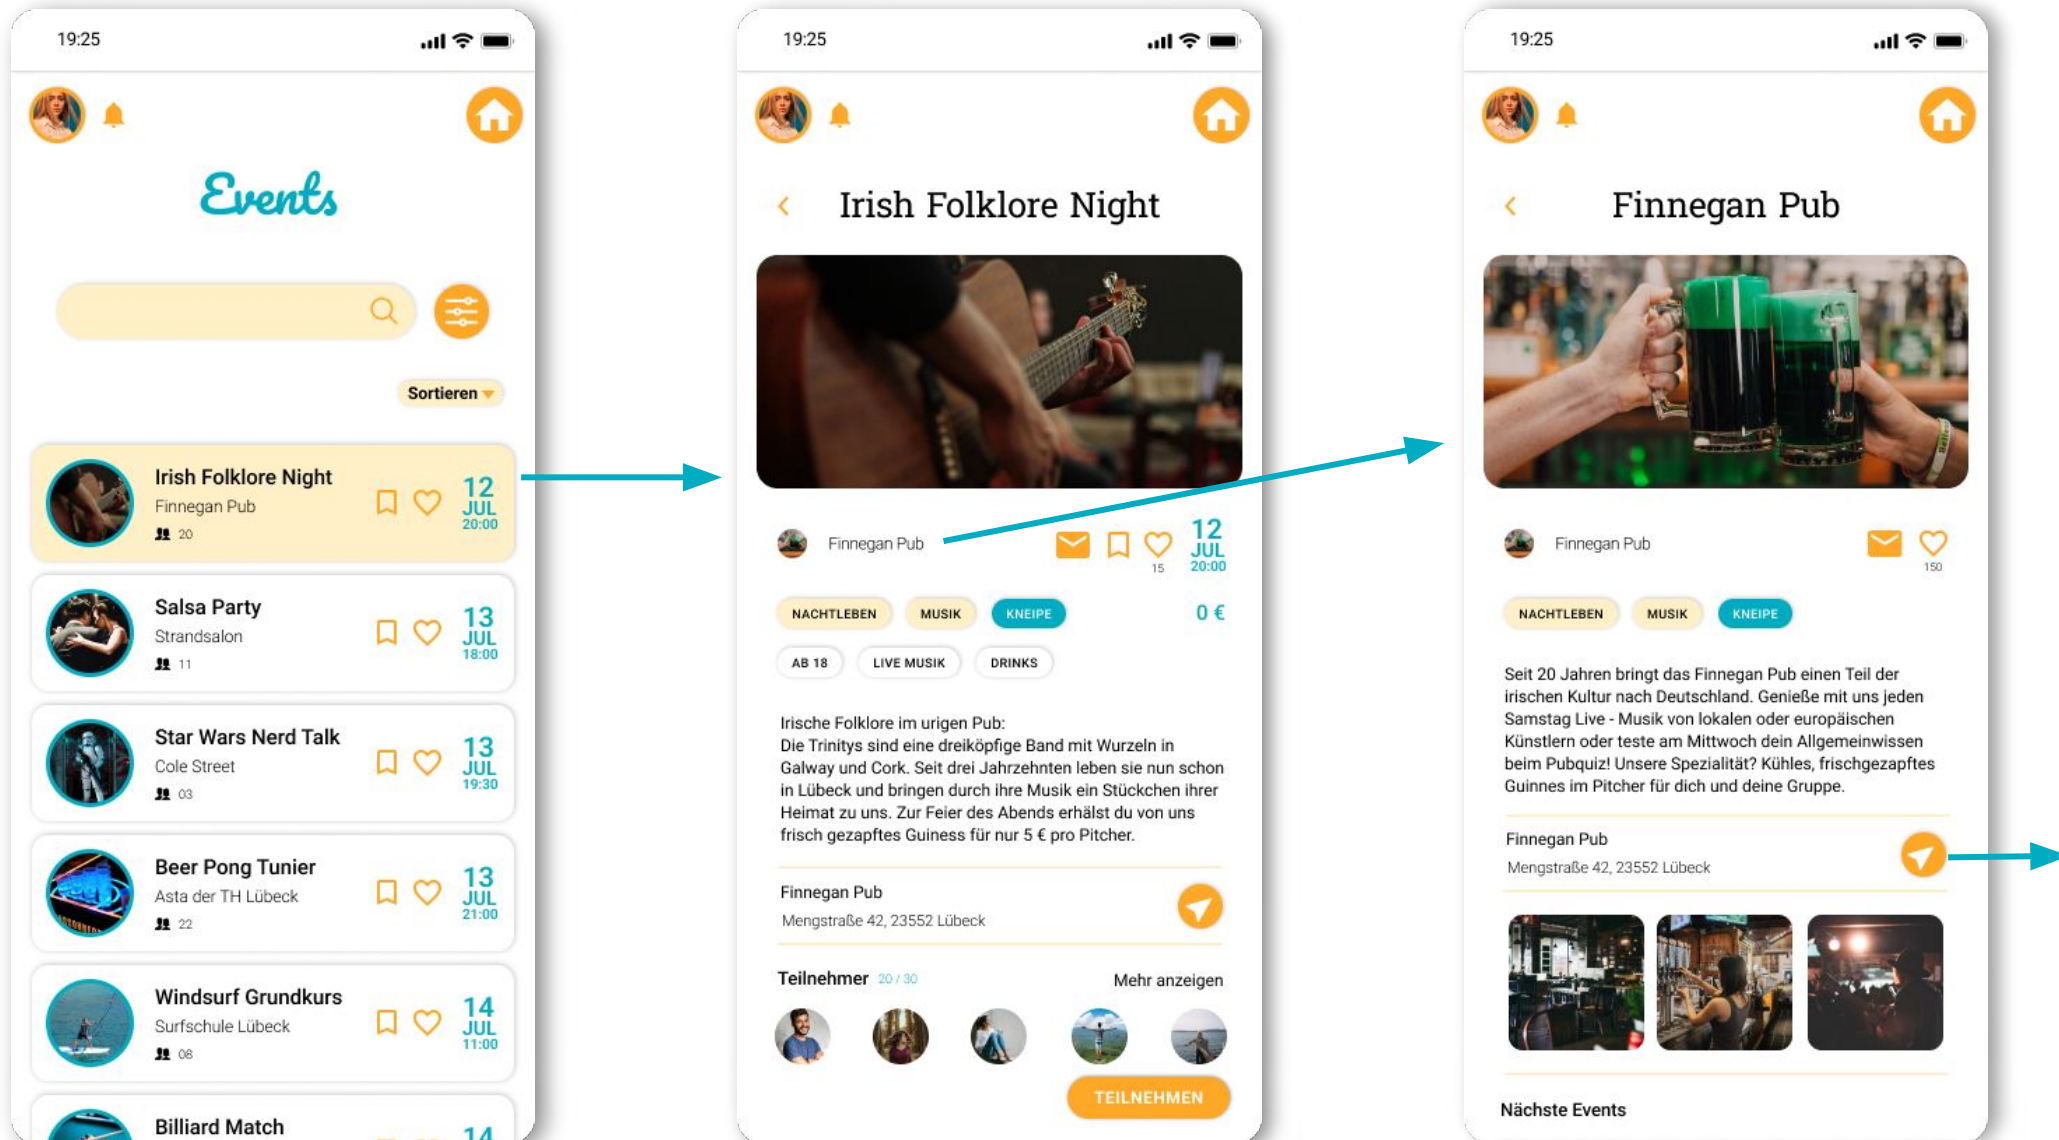 19:25
Events
Sortieren
Irish Folklore Night
Finnegan Pub
20
12
JUL
20:00
Salsa Party
Strandsalon
11
13
JUL
18:00
Star Wars Nerd Talk
Cole Street
03
13
JUL
19:30
Beer Pong Tunier
Asta der TH Lübeck
22
13
JUL
21:00
Windsurf Grundkurs
Surfschule Lübeck
08
14
JUL
11:00
Billiard Match
14
19:25
Irish Folklore Night
Finnegan Pub
15
12
JUL
20:00
NACHTLEBEN
MUSIK
KNEIPE
0 €
AB 18
LIVE MUSIK
DRINKS
Irische Folklore im urigen Pub:
Die Trinitys sind eine dreiköpfige Band mit Wurzeln in
Galway und Cork. Seit drei Jahrzehnten leben sie nun schon
in Lübeck und bringen durch ihre Musik ein Stückchen ihrer
Heimat zu uns. Zur Feier des Abends erhälst du von uns
frisch gezapftes Guiness für nur 5 € pro Pitcher.
Finnegan Pub
Mengstraße 42, 23552 Lübeck
Teilnehmer 20 / 30
Mehr anzeigen
TEILNEHMEN
19:25
Finnegan Pub
Finnegan Pub
150
NACHTLEBEN
MUSIK
KNEIPE
Seit 20 Jahren bringt das Finnegan Pub einen Teil der
irischen Kultur nach Deutschland. Genieße mit uns jeden
Samstag Live - Musik von lokalen oder europäischen
Künstlern oder teste am Mittwoch dein Allgemeinwissen
beim Pubquiz! Unsere Spezialität? Kühles, frischgezapftes
Guinnes im Pitcher für dich und deine Gruppe.
Finnegan Pub
Mengstraße 42, 23552 Lübeck
Nächste Events